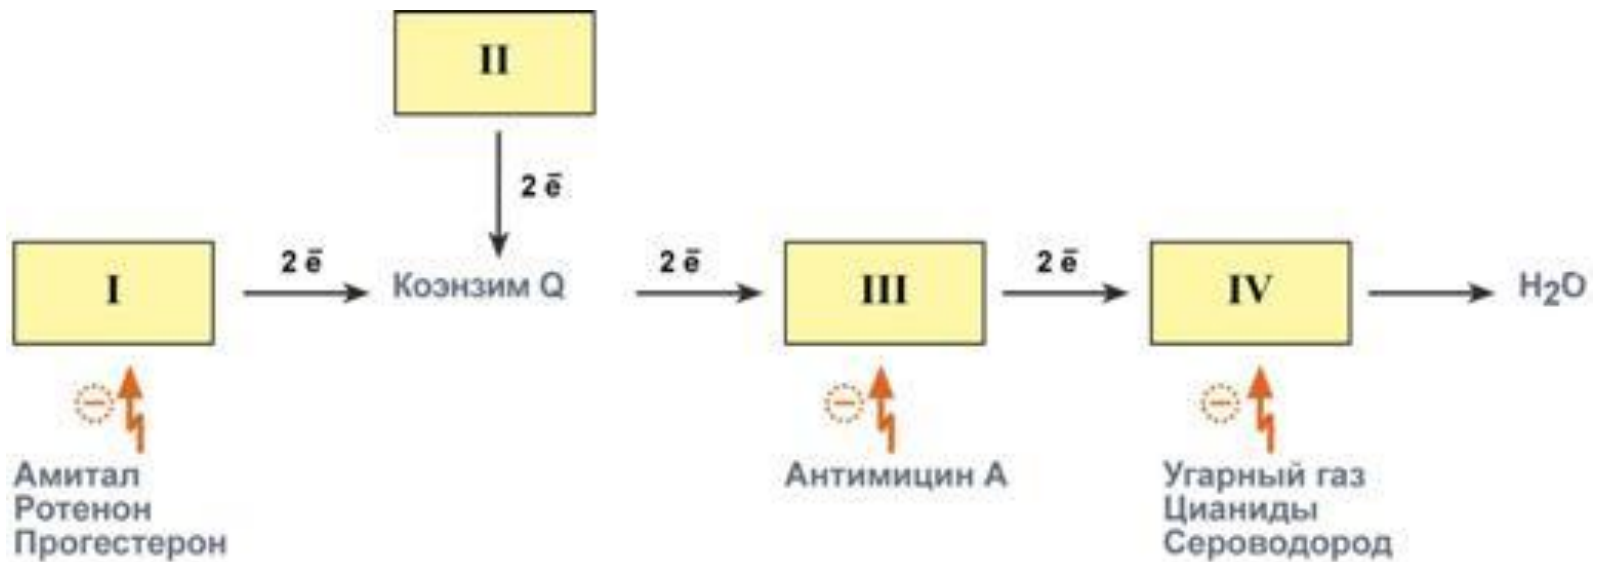 II
2 ē
I
2 ē
Коэнзим Q
2 ē
III
2 ē
IV
H₂O
Амитал
Ротенон
Прогестерон
Антимицин А
Угарный газ
Цианиды
Сероводород